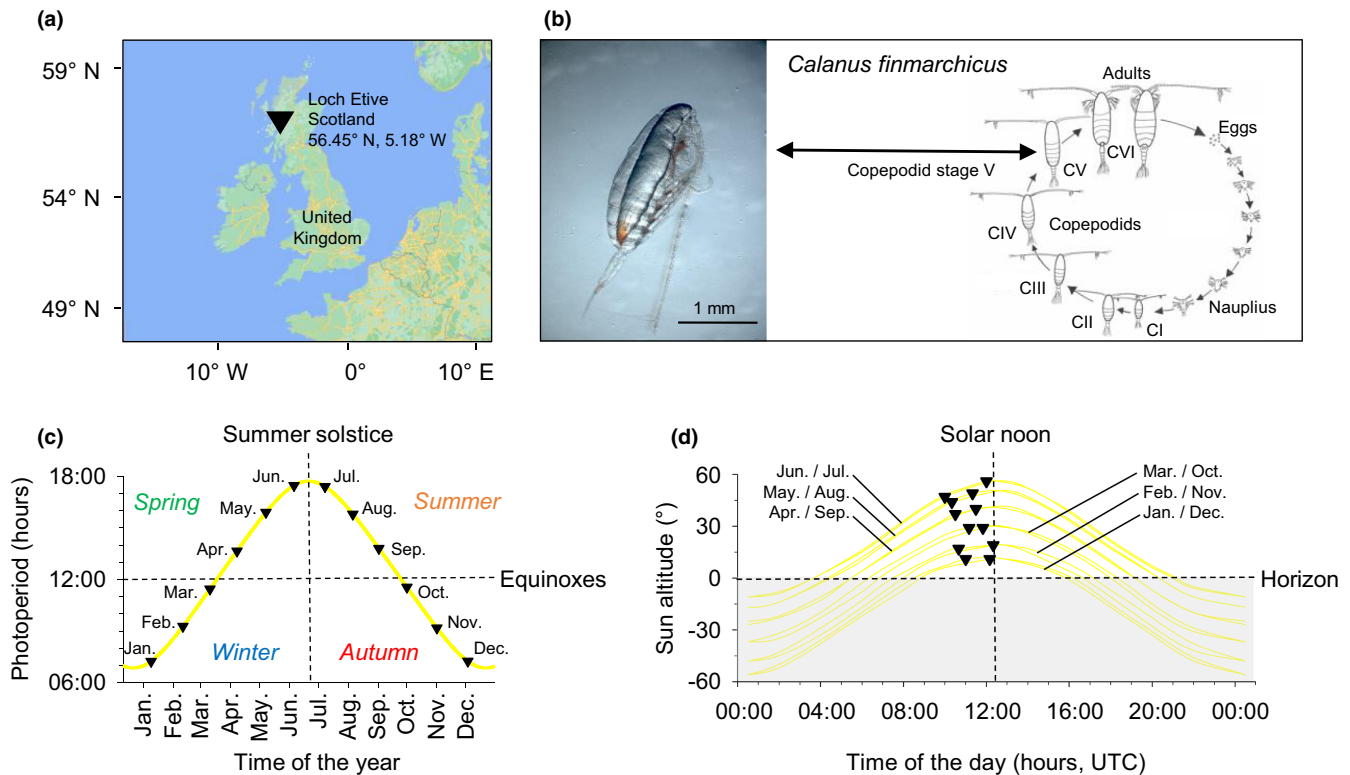 (a)
59° N
54° N
49° N
Loch Etive
Scotland
56.45° N, 5.18° W
United
Kingdom
10° W
0°
10° E
(b)
Calanus finmarchicus
1 mm
Copepodid stage V
Adults
Eggs
CVI
CV
CIV
Copepodids
CIII
CII
CI
Nauplius
(c)
Summer solstice
Photoperiod (hours)
18:00
12:00
06:00
Spring
Summer
Winter
Autumn
Equinoxes
Jan.
Feb.
Mar.
Apr.
May.
Jun.
Jul.
Aug.
Sep.
Oct.
Nov.
Dec.
Jan.
Feb.
Mar.
Apr.
May.
Jun.
Jul.
Aug.
Sep.
Oct.
Nov.
Dec.
Time of the year
(d)
Solar noon
Sun altitude (°)
60
30
0
-30
-60
Jun. / Jul.
May. / Aug.
Apr. / Sep.
Mar. / Oct.
Feb. / Nov.
Jan. / Dec.
Horizon
00:00 04:00 08:00 12:00 16:00 20:00 00:00
Time of the day (hours, UTC)